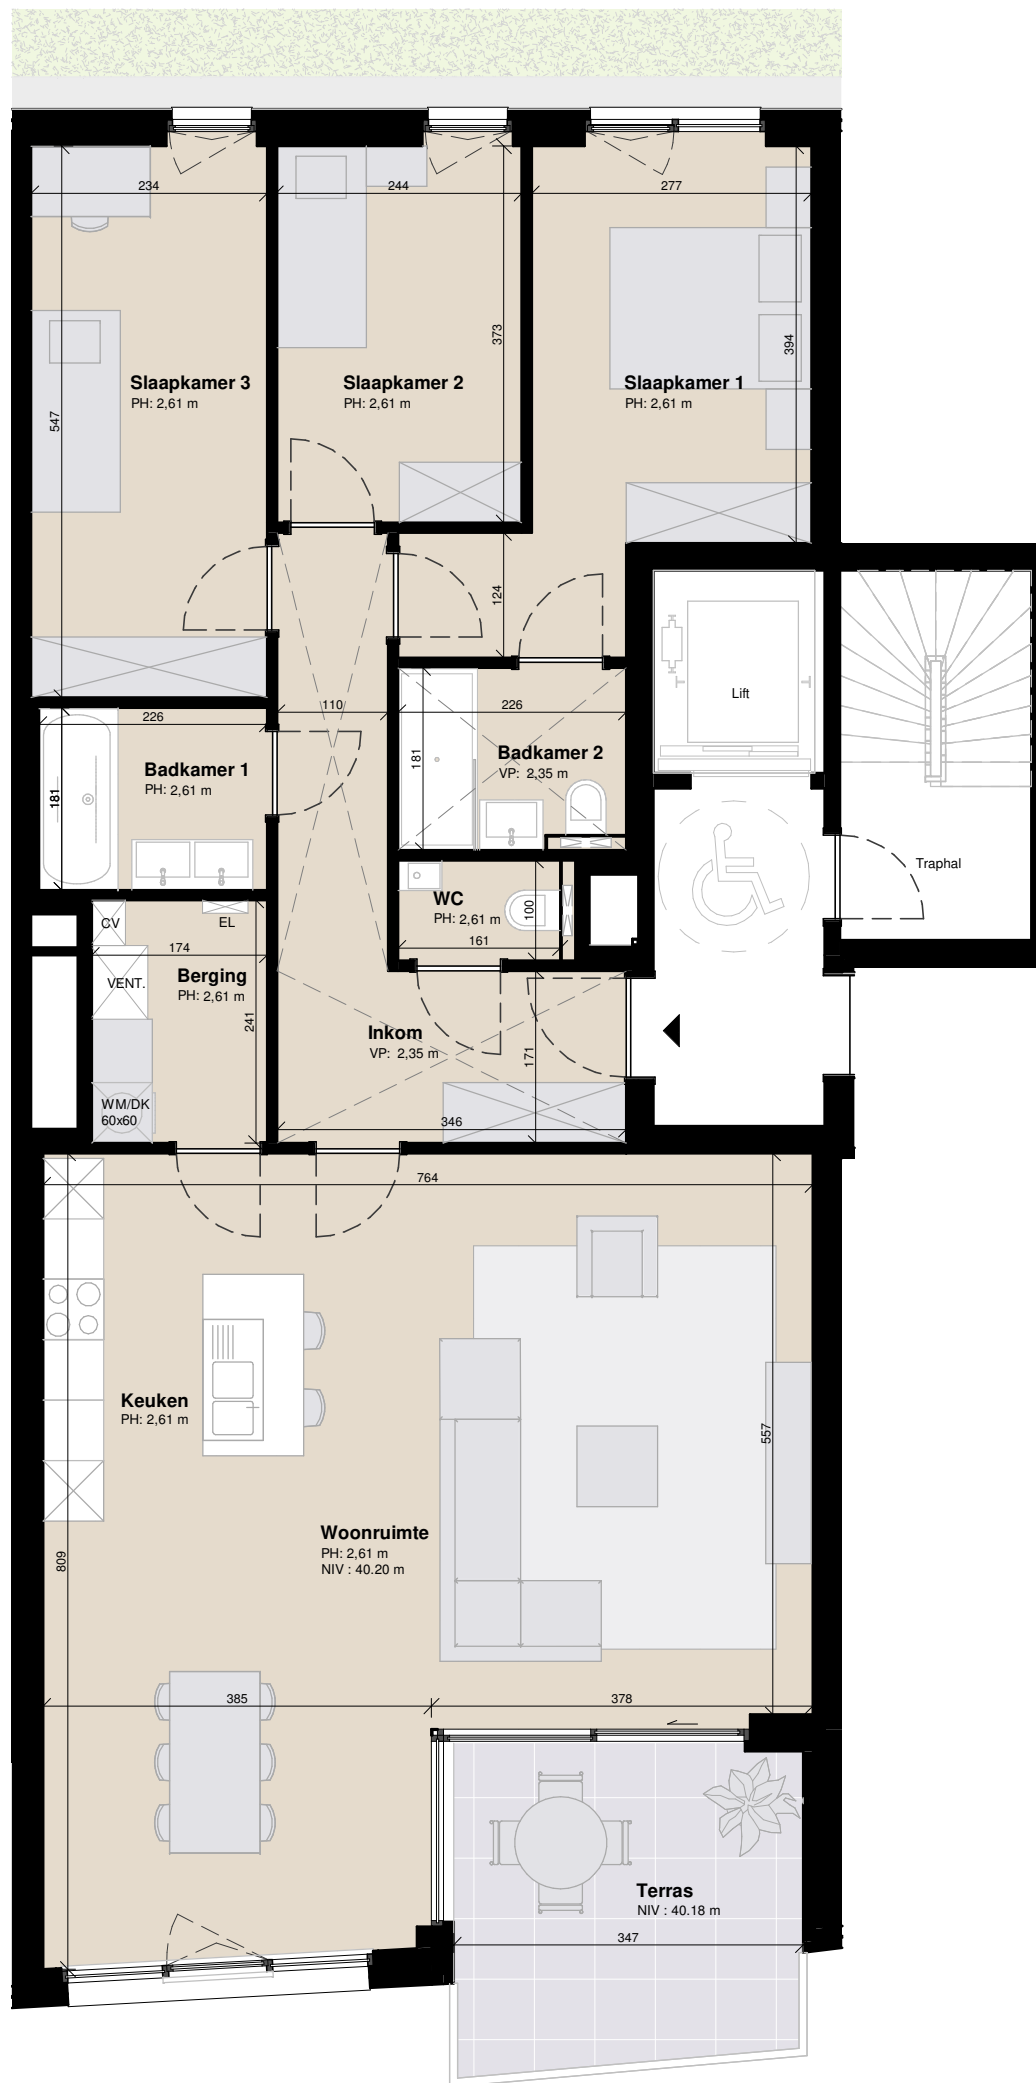 234
244
277
373
394
547
Slaapkamer 3
PH: 2,61 m
Slaapkamer 2
PH: 2,61 m
Slaapkamer 1
PH: 2,61 m
124
Lift
110
226
226
181
Badkamer 1
PH: 2,61 m
181
Badkamer 2
VP: 2,35 m
Traphal
WC
PH: 2,61 m
100
161
CV
EL
174
VENT.
Berging
PH: 2,61 m
241
Inkom
VP: 2,35 m
171
WM/DK
60x60
346
764
Keuken
PH: 2,61 m
557
Woonruimte
PH: 2,61 m
NIV : 40.20 m
809
385
378
Terras
NIV : 40.18 m
347